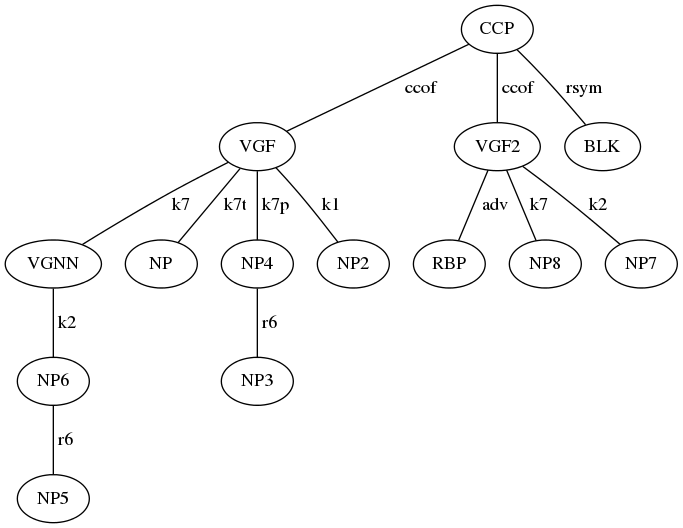 CCP
ccof ccof rsym
VGF VGF2 BLK
k7 k7t k7p k1 adv k7 k2
VGNN NP NP4 NP2 RBP NP8 NP7
k2 r6
NP6 NP3
r6
NP5